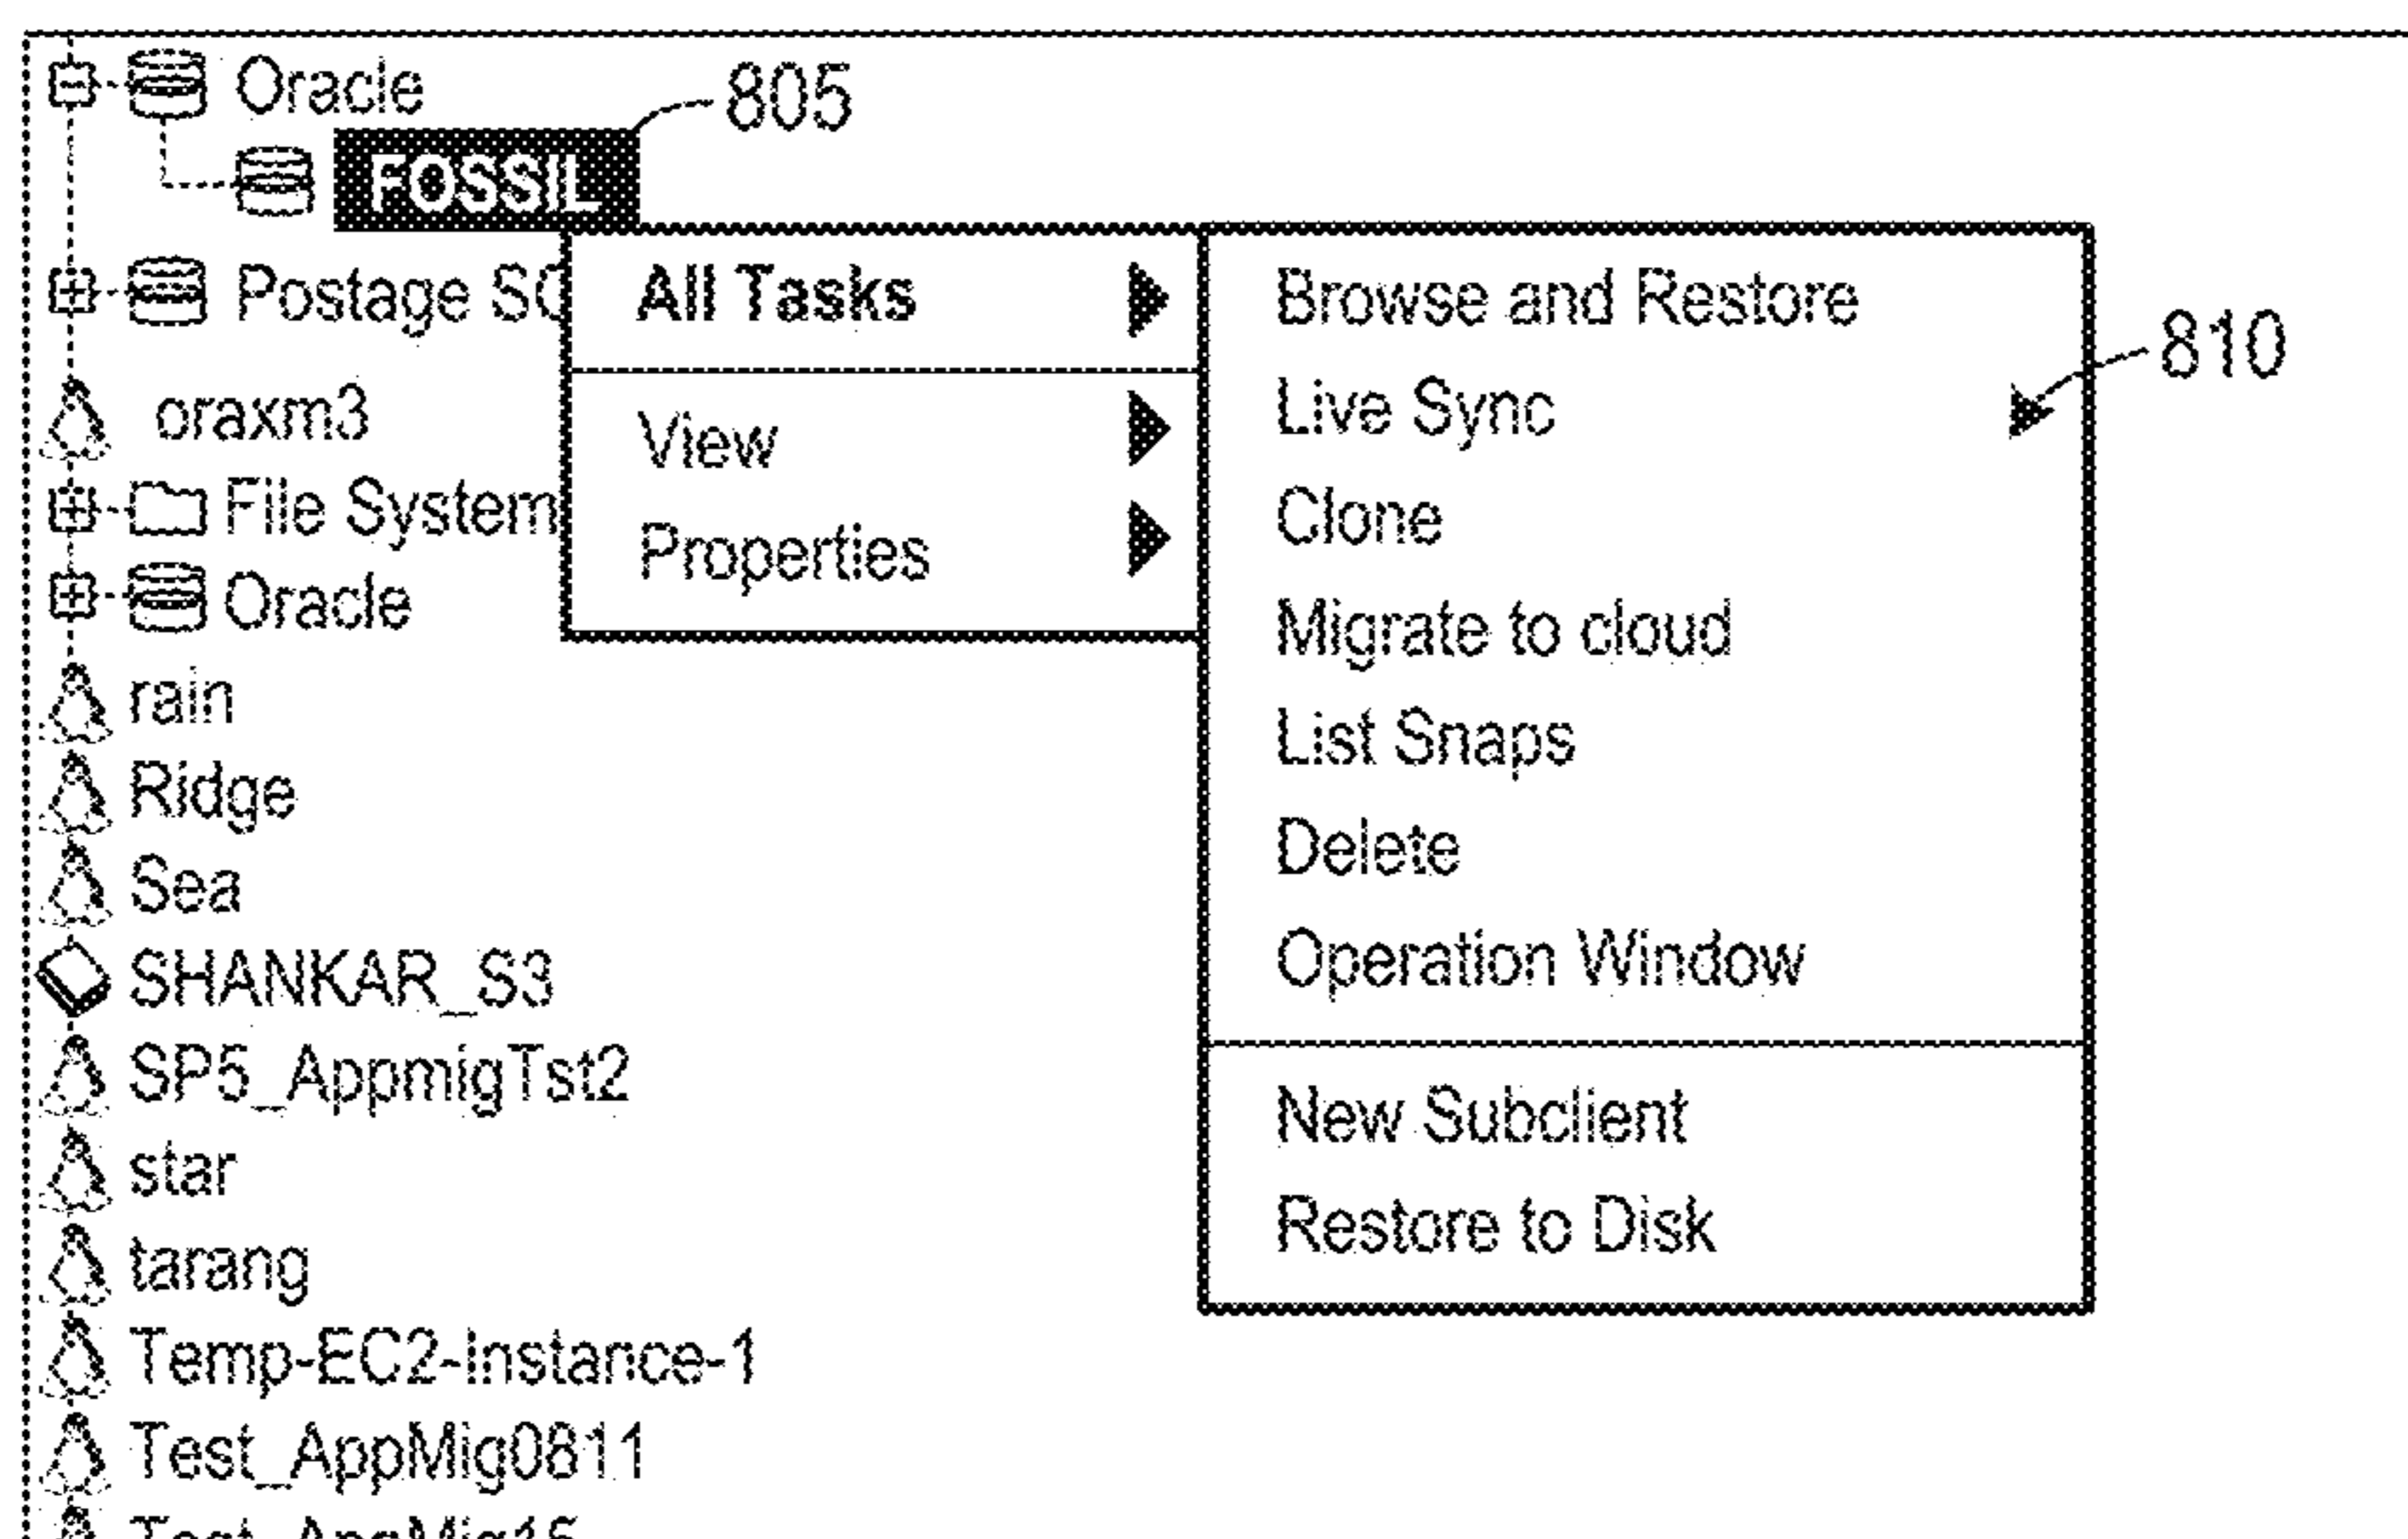 Oracle
805
FOSSIL
Postage
All Tasks
View
Properties
Browse and Restore
Live Sync
Clone
Migrate to cloud
List Snaps
Delete
Operation Window
New Subclient
Restore to Disk
810
oraxm3
File System
Oracle
rain
Ridge
Sea
SHANKAR_S3
SP5_AppmigTst2
star
tarang
Temp-EC2-Instance-1
Test_AppMig0811